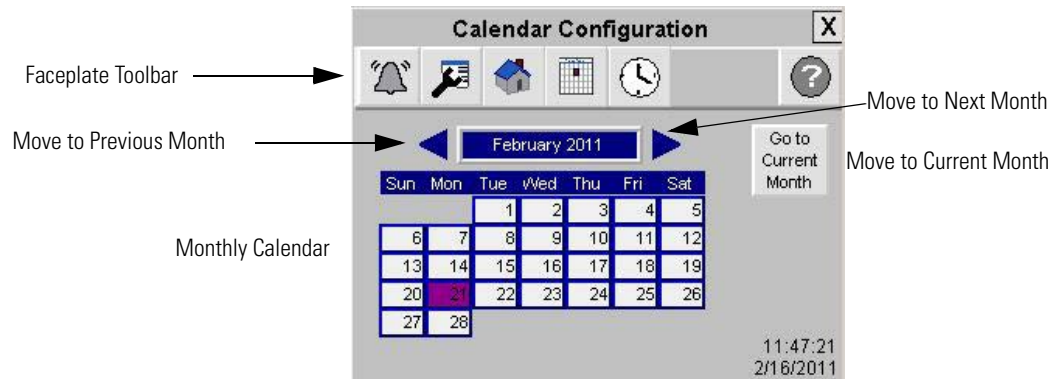 Calendar Configuration X
Faceplate Toolbar
?
Move to Next Month
Move to Previous Month
February 2011
Go to
Current
Month
Move to Current Month
Sun Mon Tue Wed Thu Fri Sat
1 2 3 4 5
Monthly Calendar
6 7 8 9 10 11 12
13 14 15 16 17 18 19
20 21 22 23 24 25 26
27 28
11:47:21
2/16/2011